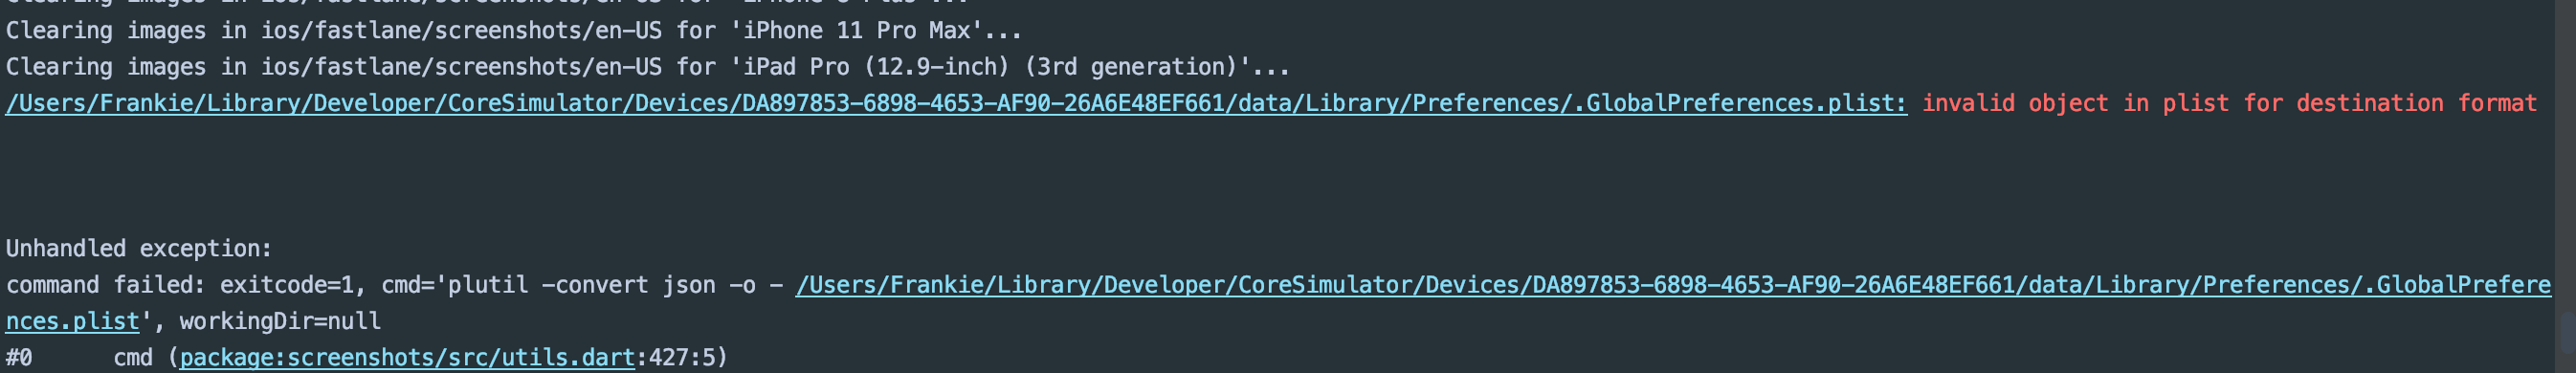 Clearing images in ios/fastlane/screenshots/en-US for 'iPhone 11 Pro Max'...
Clearing images in ios/fastlane/screenshots/en-US for 'iPad Pro (12.9-inch) (3rd generation)'...
/Users/Frankie/Library/Developer/CoreSimulator/Devices/DA897853-6898-4653-AF90-26A6E48EF661/data/Library/Preferences/.GlobalPreferences.plist: invalid object in plist for destination format
Unhandled exception:
command failed: exitcode=1, cmd='plutil -convert json -o - /Users/Frankie/Library/Developer/CoreSimulator/Devices/DA897853-6898-4653-AF90-26A6E48EF661/data/Library/Preferences/.GlobalPrefere
nces.plist', workingDir=null
#0      cmd (package:screenshots/src/utils.dart:427:5)